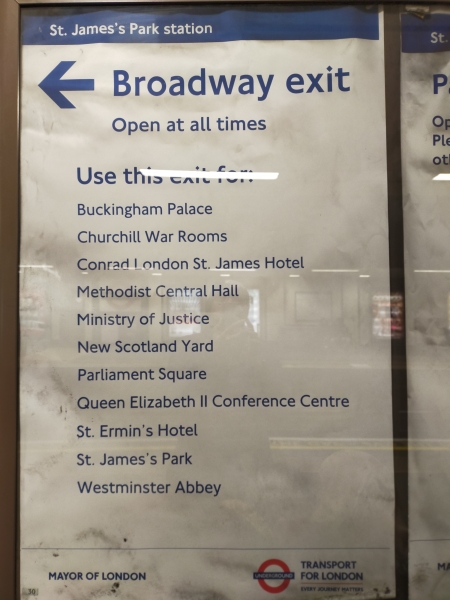 St. James's Park station
Broadway exit
Open at all times
Use this exit for:
Buckingham Palace
Churchill War Rooms
Conrad London St. James Hotel
Methodist Central Hall
Ministry of Justice
New Scotland Yard
Parliament Square
Queen Elizabeth II Conference Centre
St. Ermin's Hotel
St. James's Park
Westminster Abbey
MAYOR OF LONDON
UNDERGROUND
TRANSPORT
FOR LONDON
EVERY JOURNEY MATTERS
St.